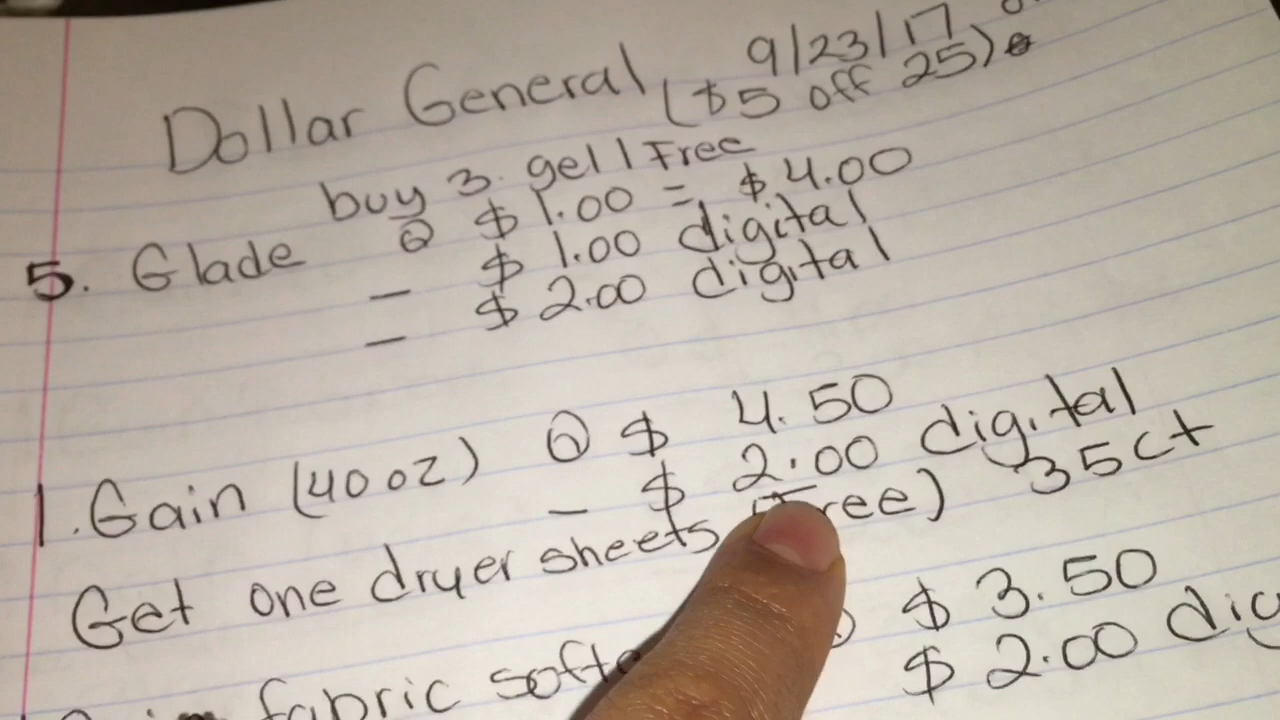 Dollar General 9/23/17
($5 off 25)
buy 3. get 1 Free
5. Glade @ $1.00 = $4.00
- $1.00 digital
- $2.00 digital
1. Gain (40oz) @ $4.50
- $2.00 digital
Get one dryer sheets (Free) 35ct
fabric $3.50
$2.00